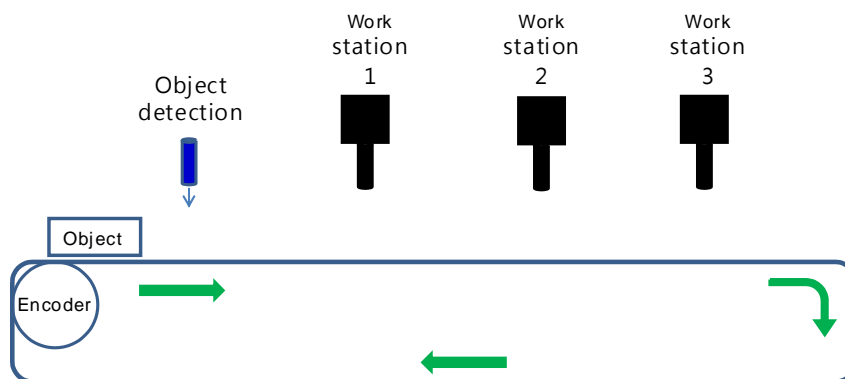 Work
station
1
Work
station
2
Work
station
3
Object
detection
Object
Encoder